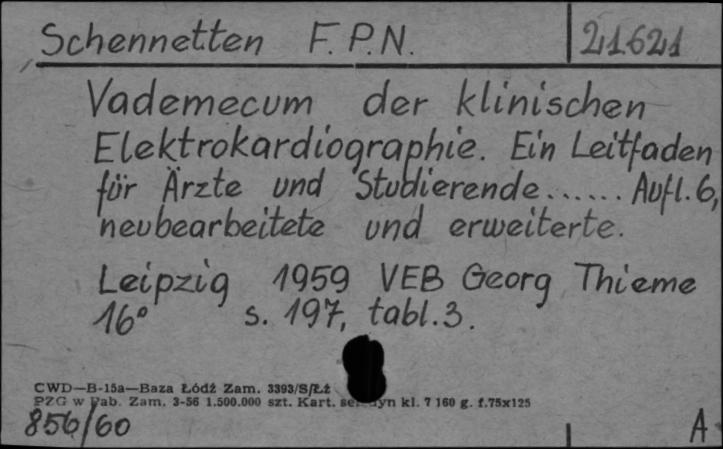 Schennetten F. P. N. 21621
Vademecum der klinischen
Elektrokardiographie. Ein Leitfaden
für Ärzte und Studierende...... Aufl. 6,
neubearbeitete und erweiterte.
Leipzig 1959 VEB Georg Thieme
16° s. 197, tabl. 3.
CWD—B-15a—Baza Łódź Zam. 3393/S/Łż
PZG w Pab. Zam. 3-56 1.500.000 szt. Kart. kl. 7 160 g. f.75x125
856/60 A